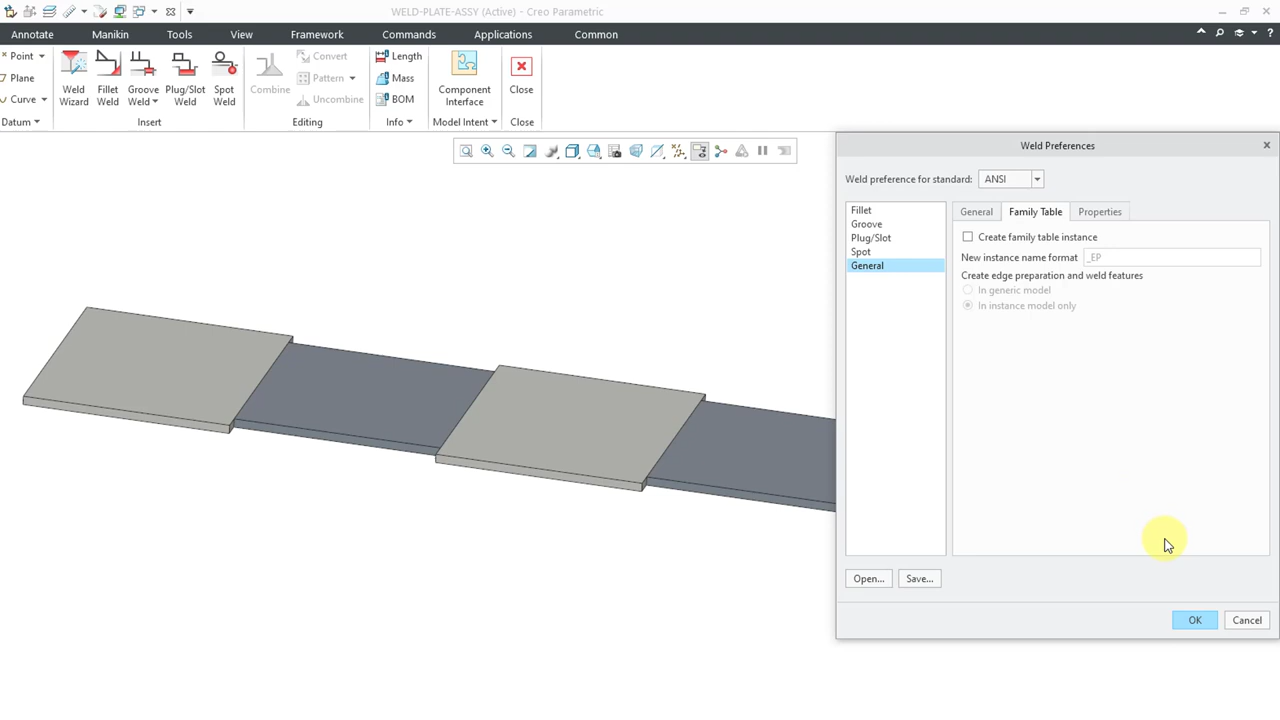 WELD-PLATE-ASSY (Active) - Creo Parametric
Annotate Manikin Tools View Framework Commands Applications Common
Point
Plane
Curve
Datum
Weld Wizard
Fillet Weld
Groove Weld
Plug/Slot Weld
Spot Weld
Insert
Combine
Convert
Pattern
Uncombine
Editing
Length
Mass
BOM
Info
Component Interface
Model Intent
Close
Close
Weld Preferences
Weld preference for standard: ANSI
Fillet
Groove
Plug/Slot
Spot
General
General Family Table Properties
Create family table instance
New instance name format _EP
Create edge preparation and weld features
In generic model
In instance model only
Open... Save...
OK Cancel